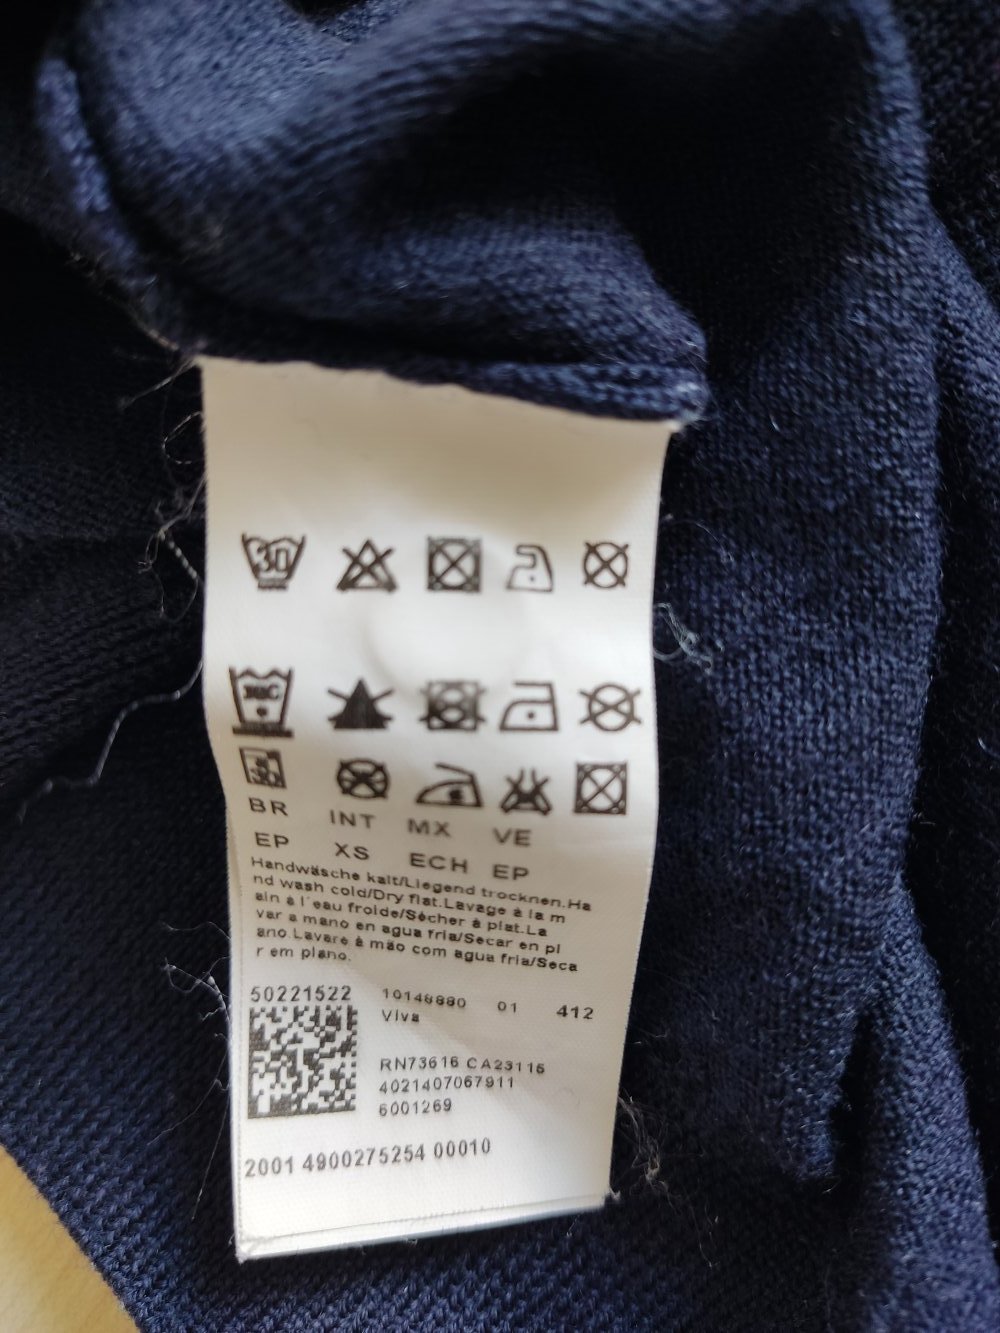 30
30°C
30
BR INT MX VE
EP XS ECH EP
Handwäsche kalt/Liegend trocknen.Ha
nd wash cold/Dry flat.Lavage à la m
ain à l'eau froide/Sécher à plat.La
var a mano en agua fria/Secar en pl
ano.Lavare à mão com agua fria/Seca
r em plano.
50221522 10148880 01 412
Viva
RN73616 CA23116
4021407067911
6001269
2001 4900275254 00010